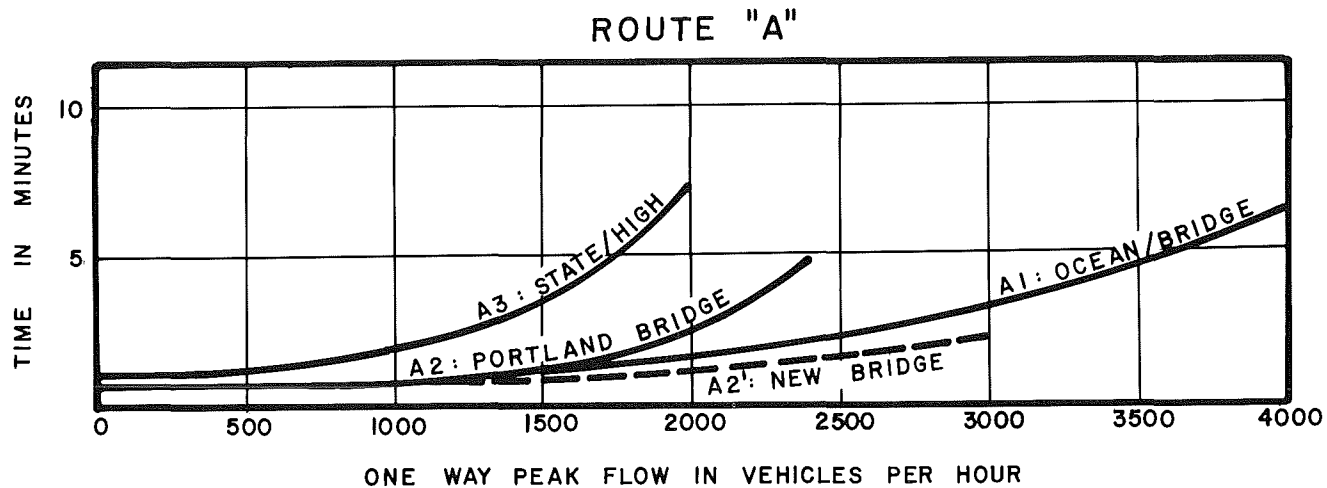 ROUTE "A"
TIME IN MINUTES
10
5
A3: STATE/HIGH
A2: PORTLAND BRIDGE
A1: OCEAN/BRIDGE
A2': NEW BRIDGE
0 500 1000 1500 2000 2500 3000 3500 4000
ONE WAY PEAK FLOW IN VEHICLES PER HOUR